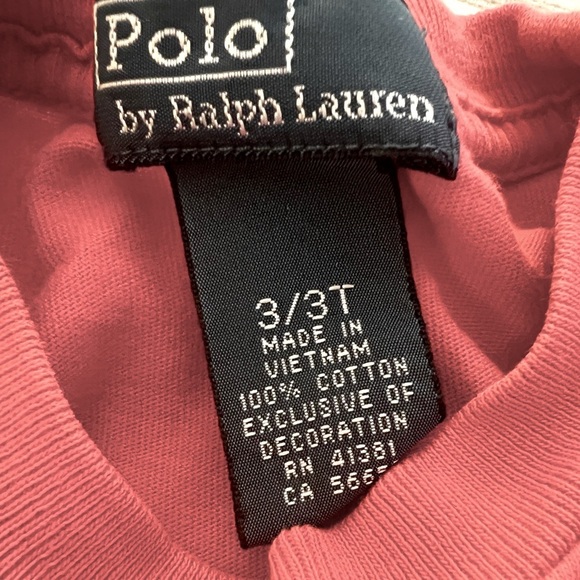 Polo
by Ralph Lauren
3/3T
MADE IN
VIETNAM
100% COTTON
EXCLUSIVE OF
DECORATION
RN 41381
CA